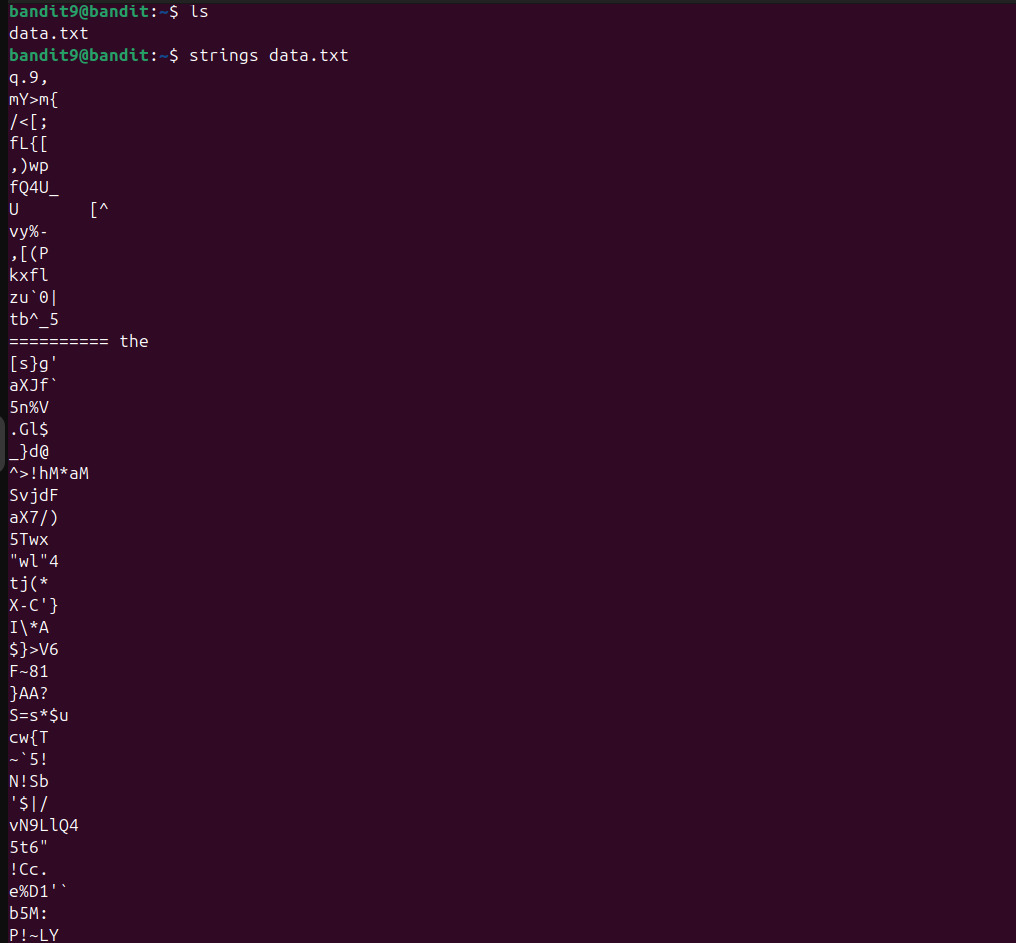 bandit9@bandit:~$ ls
data.txt
bandit9@bandit:~$ strings data.txt
q.9,
mY>m{
/<[;
fL{[
,)wp
fQ4U_
U       [^
vy%-
,[(P
kxfl
zu`0|
tb^_5
========== the
[s}g'
aXJf`
5n%V
.Gl$
_}d@
^>!hM*aM
SvjdF
aX7/)
5Twx
"wl"4
tj(*
X-C'}
I\*A
$}>V6
F~81
}AA?
S=s*$u
cw{T
~`5!
N!Sb
'$|/
vN9LlQ4
5t6"
!Cc.
e%D1'`
b5M:
P!~LY